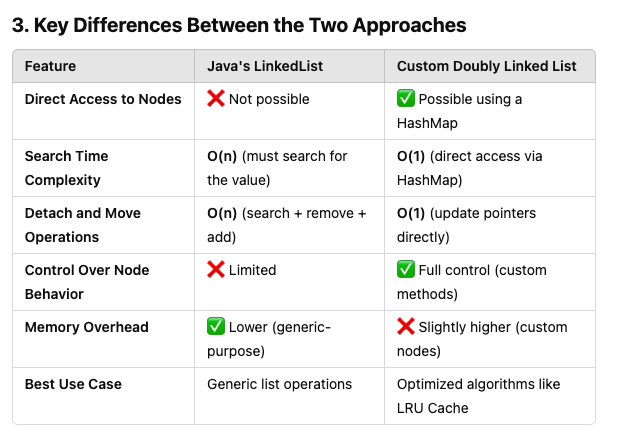 3. Key Differences Between the Two Approaches
Feature
Java's LinkedList
Custom Doubly Linked List
Direct Access to Nodes
❌ Not possible
✅ Possible using a
HashMap
Search Time
Complexity
O(n) (must search for
the value)
O(1) (direct access via
HashMap)
Detach and Move
Operations
O(n) (search + remove +
add)
O(1) (update pointers
directly)
Control Over Node
Behavior
❌ Limited
✅ Full control (custom
methods)
Memory Overhead
✅ Lower (generic-
purpose)
❌ Slightly higher (custom
nodes)
Best Use Case
Generic list operations
Optimized algorithms like
LRU Cache